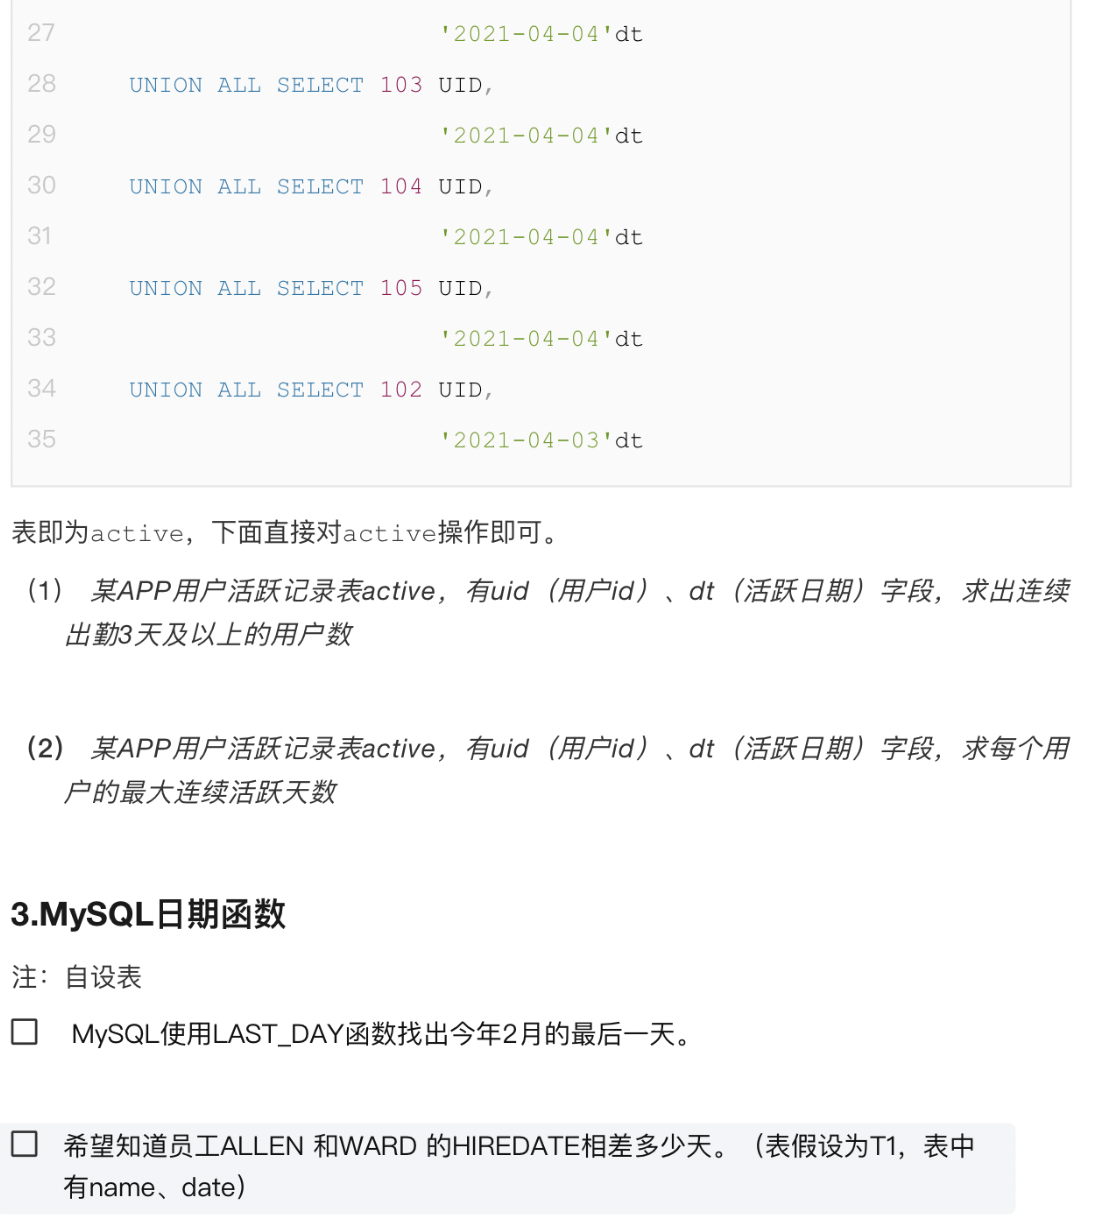 27 '2021-04-04'dt
28 UNION ALL SELECT 103 UID,
29 '2021-04-04'dt
30 UNION ALL SELECT 104 UID,
31 '2021-04-04'dt
32 UNION ALL SELECT 105 UID,
33 '2021-04-04'dt
34 UNION ALL SELECT 102 UID,
35 '2021-04-03'dt
表即为active，下面直接对active操作即可。
（1） 某APP用户活跃记录表active，有uid（用户id）、dt（活跃日期）字段，求出连续
出勤3天及以上的用户数
（2） 某APP用户活跃记录表active，有uid（用户id）、dt（活跃日期）字段，求每个用
户的最大连续活跃天数
3.MySQL日期函数
注：自设表
MySQL使用LAST_DAY函数找出今年2月的最后一天。
希望知道员工ALLEN 和WARD 的HIREDATE相差多少天。（表假设为T1，表中
有name、date）